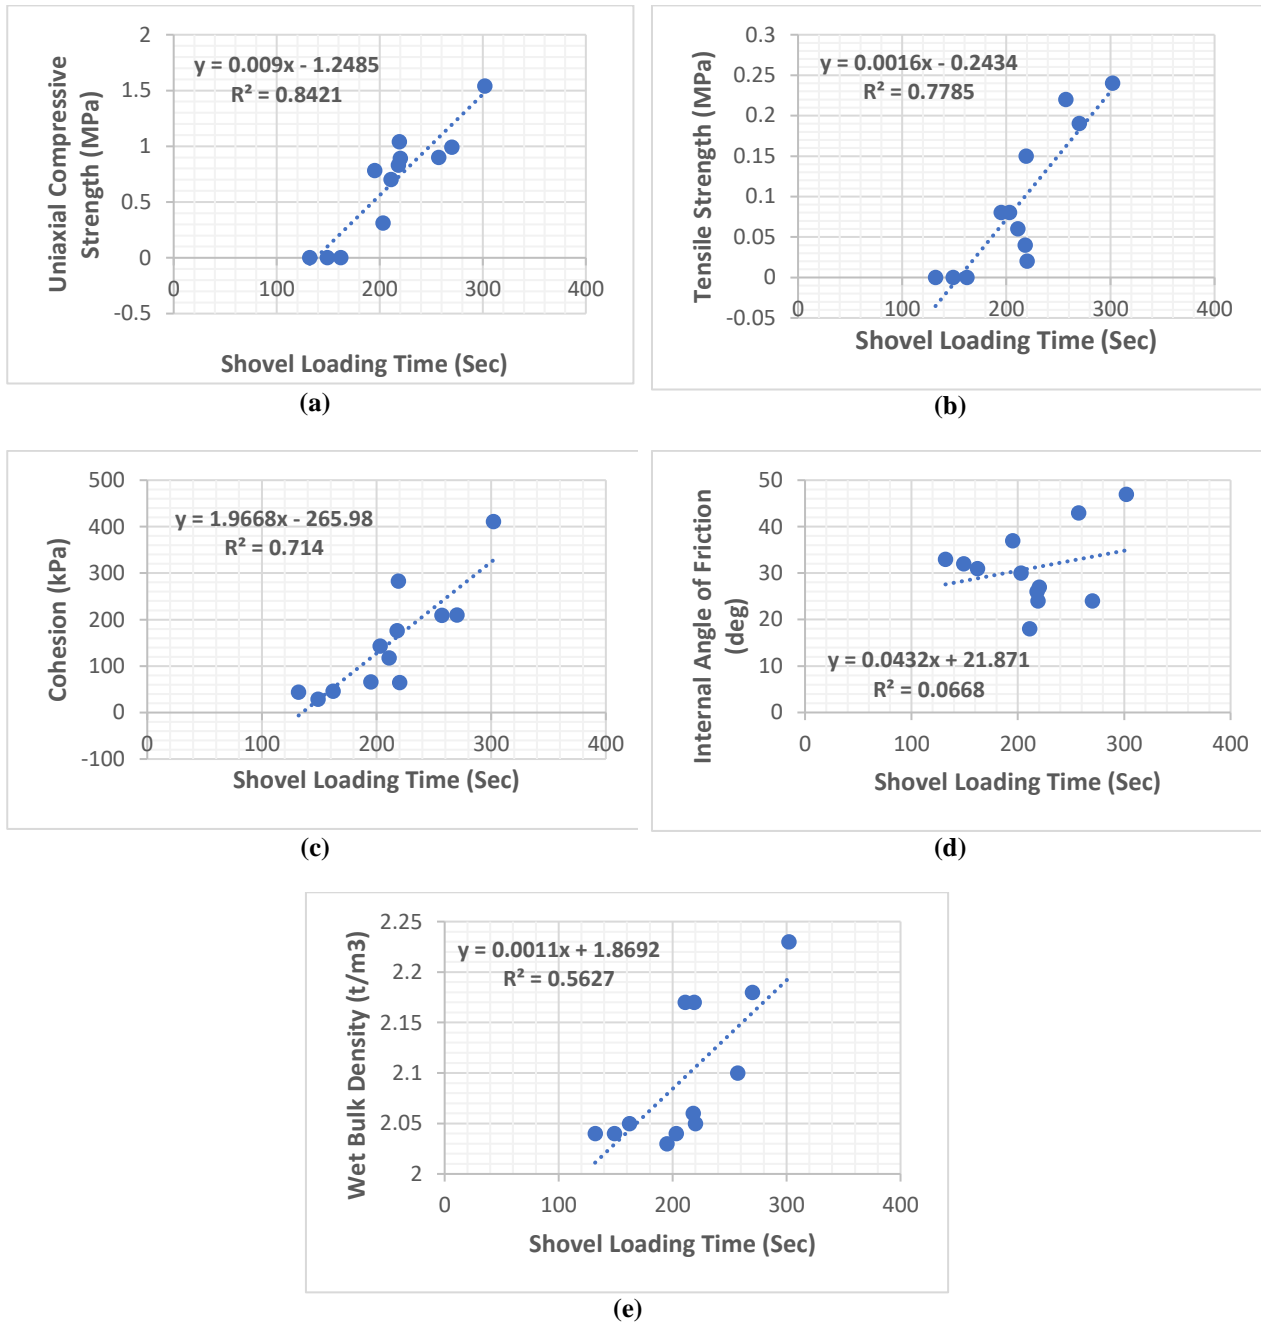 2
1.5
1
0.5
0
-0.5
Uniaxial Compressive
Strength (MPa)
y = 0.009x - 1.2485
R² = 0.8421
0 100 200 300 400
Shovel Loading Time (Sec)
(a)
0.3
0.25
0.2
0.15
0.1
0.05
0
-0.05
Tensile Strength (MPa)
y = 0.0016x - 0.2434
R² = 0.7785
0 100 200 300 400
Shovel Loading Time (Sec)
(b)
500
400
300
200
100
0
-100
Cohesion (kPa)
y = 1.9668x - 265.98
R² = 0.714
0 100 200 300 400
Shovel Loading Time (Sec)
(c)
50
40
30
20
10
0
Internal Angle of Friction
(deg)
y = 0.0432x + 21.871
R² = 0.0668
0 100 200 300 400
Shovel Loading Time (Sec)
(d)
2.25
2.2
2.15
2.1
2.05
2
Wet Bulk Density (t/m3)
y = 0.0011x + 1.8692
R² = 0.5627
0 100 200 300 400
Shovel Loading Time (Sec)
(e)